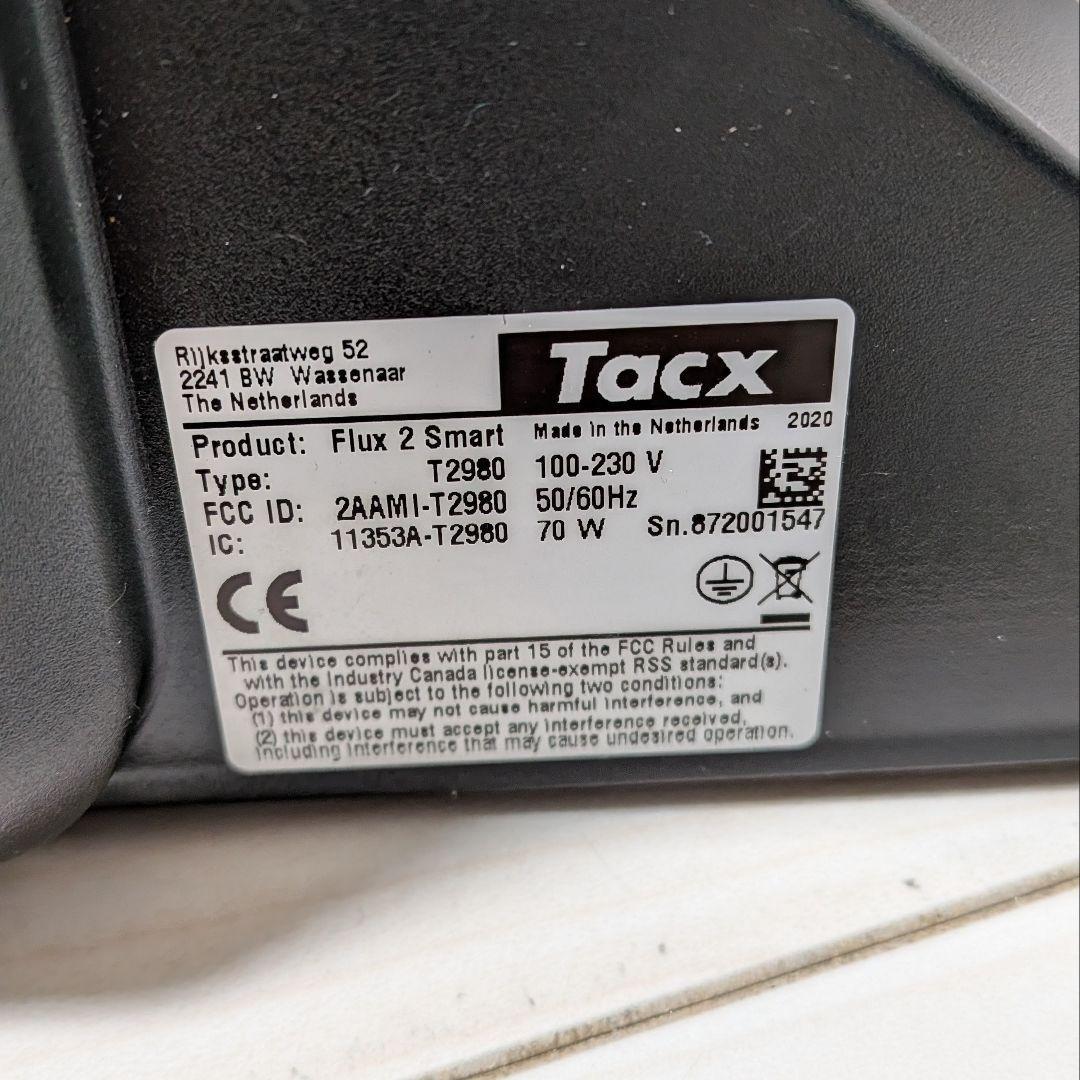 Rijksstraatweg 52
2241 BW Wassenaar
The Netherlands
Tacx
Product: Flux 2 Smart
Made in the Netherlands 2020
Type: T2980
100-230 V
FCC ID: 2AAMI-T2980
50/60Hz
IC: 11353A-T2980
70 W
Sn.872001547
CE
This device complies with part 15 of the FCC Rules and
with the Industry Canada license-exempt RSS standard(s).
Operation is subject to the following two conditions:
(1) this device may not cause harmful interference, and
(2) this device must accept any interference received,
including interference that may cause undesired operation.